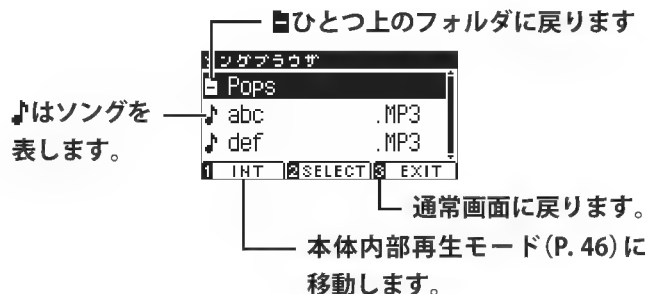 ひとつ上のフォルダに戻ります
ソングブラウザ
Pops
♪はソングを
表します。
♪ abc .MP3
♪ def .MP3
1 INT 2 SELECT 3 EXIT
通常画面に戻ります。
本体内部再生モード(P. 46)に
移動します。